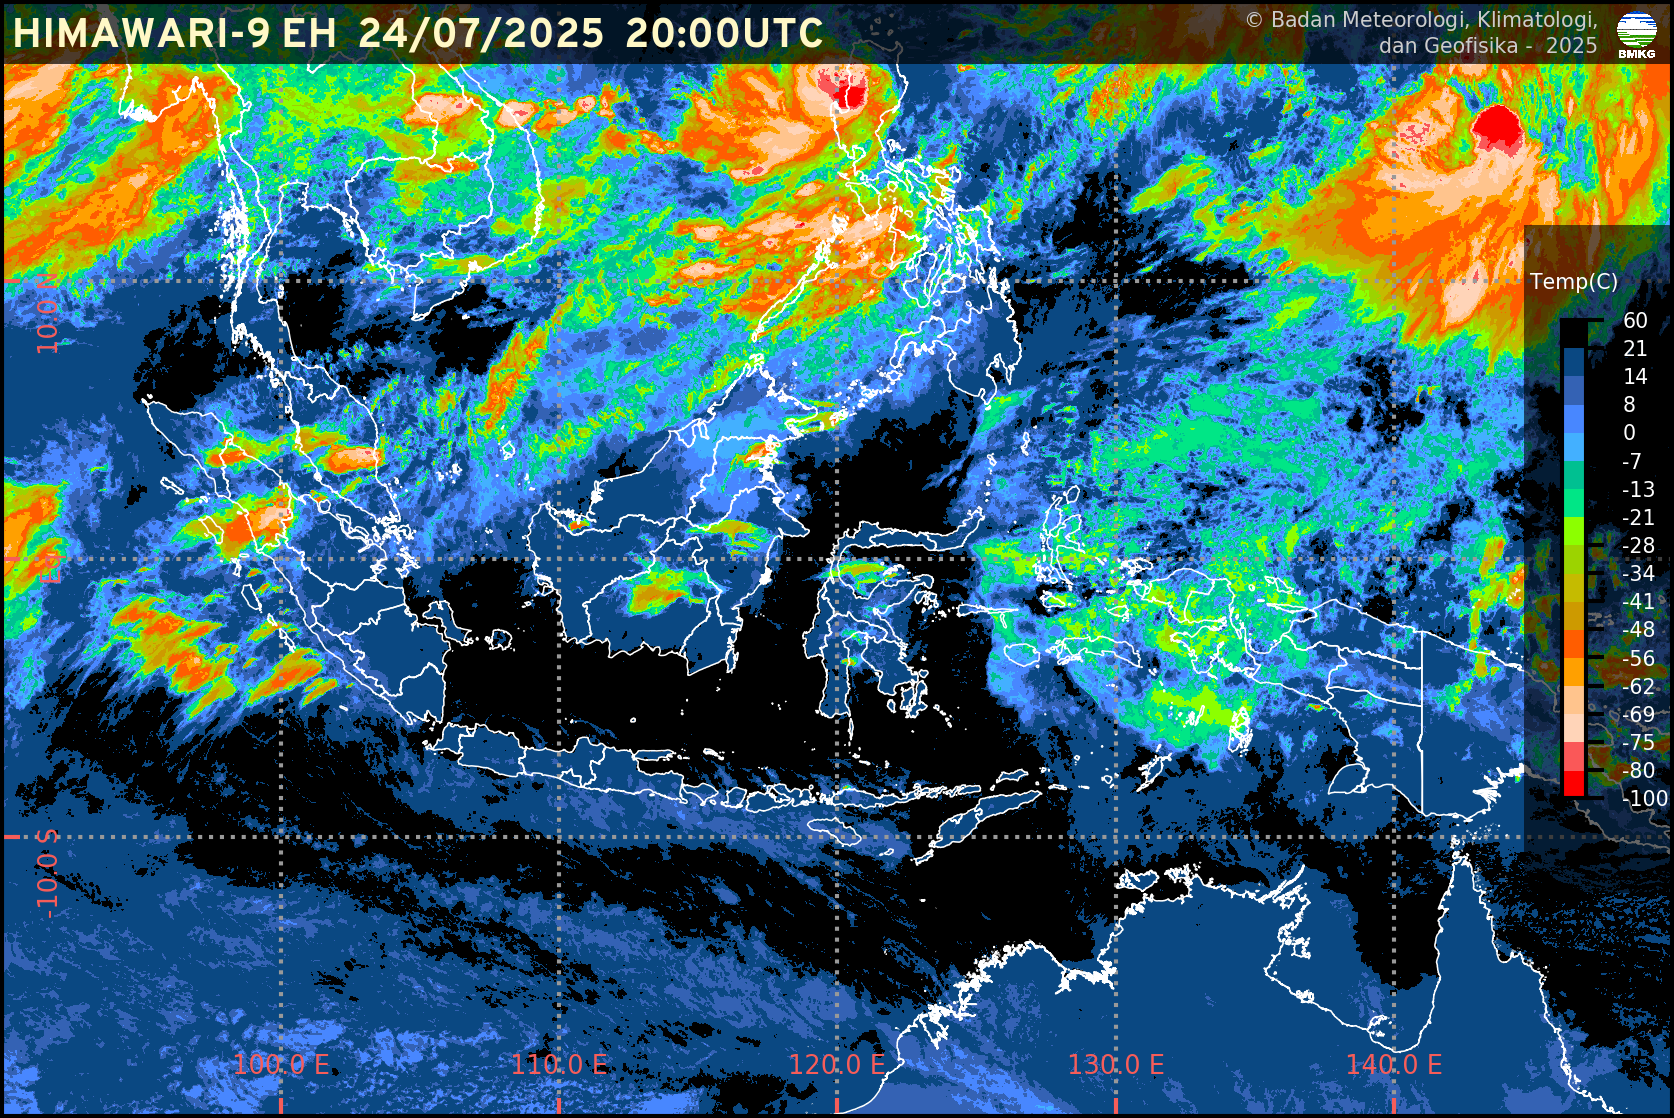 HIMAWARI-9 EH 24/07/2025 20:00UTC
© Badan Meteorologi, Klimatologi,
dan Geofisika - 2025
BMKG
Temp(C)
60
21
14
8
0
-7
-13
-21
-28
-34
-41
-48
-56
-62
-69
-75
-80
-100
10.0 N
-10.0 S
100.0 E
110.0 E
120.0 E
130.0 E
140.0 E